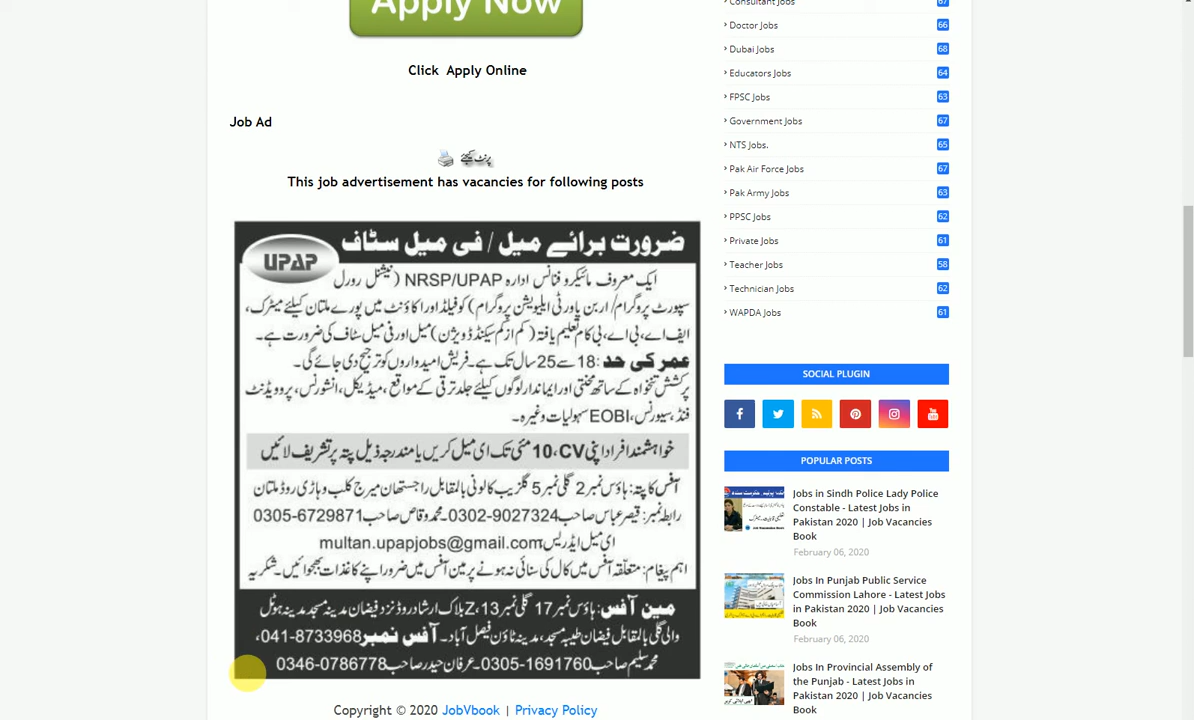 Apply Now
Click Apply Online
Job Ad
پرنٹ کیجئے
This job advertisement has vacancies for following posts
ضرورت برائے میل / فی میل سٹاف
UPAP
ایک معروف مائیکرو فنانس ادارہ NRSP/UPAP (نیشنل رورل
سپورٹ پروگرام/اربن پاورٹی ایلیویشن پروگرام) کو فیلڈ اور اکاؤنٹ میں پورے ملتان کیلئے میٹرک،
ایف اے، بی اے، بی کام تعلیم یافتہ (کم از کم سیکنڈ ڈویژن) میل اور فی میل سٹاف کی ضرورت ہے۔
عمر کی حد: 18 سے 25 سال تک ہے۔ فریش امیدواروں کو ترجیح دی جائے گی۔
پرکشش تنخواہ کے ساتھ محنتی اور ایماندار لوگوں کیلئے جلد ترقی کے مواقع، میڈیکل، انشورنس، پروویڈنٹ
فنڈ، سیورنس، EOBI سہولیات وغیرہ۔
خواہشمند افراد اپنی CV، 10 مئی تک ای میل کریں یا مندرجہ ذیل پتہ پر تشریف لائیں
آفس کا پتہ: ہاؤس نمبر 2 گلی نمبر 5 گلزیب کالونی بالمقابل راجستھان میرج کلب وہاڑی روڈ ملتان
رابطہ نمبر: قیصر عباس صاحب 0302-9027324۔ محمد وقاص صاحب 0305-6729871
ای میل ایڈریس multan.upapjobs@gmail.com
اہم پیغام: متعلقہ آفس میں کال کی سنائی نہ ہونے پر مین آفس میں ضرور اپنے کاغذات بھجوائیں۔ شکریہ
مین آفس: ہاؤس نمبر 17 گلی نمبر 13، Z بلاک ارشاد روڈ نزد فیضان مدینہ مسجد مدینہ ہوٹل
والی گلی بالمقابل فیضان طیبہ مسجد، مدینہ ٹاؤن فیصل آباد۔ آفس نمبر 041-8733968،
محمد سلیم صاحب 0305-1691760۔ عرفان حیدر صاحب 0346-0786778
Copyright © 2020 JobVbook | Privacy Policy
Consultant Jobs 67
Doctor Jobs 66
Dubai Jobs 68
Educators Jobs 64
FPSC Jobs 63
Government Jobs 67
NTS Jobs. 65
Pak Air Force Jobs 67
Pak Army Jobs 63
PPSC Jobs 62
Private Jobs 61
Teacher Jobs 58
Technician Jobs 62
WAPDA Jobs 61
SOCIAL PLUGIN
POPULAR POSTS
Jobs in Sindh Police Lady Police
Constable - Latest Jobs in
Pakistan 2020 | Job Vacancies
Book
February 06, 2020
Jobs In Punjab Public Service
Commission Lahore - Latest Jobs
in Pakistan 2020 | Job Vacancies
Book
February 06, 2020
Jobs In Provincial Assembly of
the Punjab - Latest Jobs in
Pakistan 2020 | Job Vacancies
Book